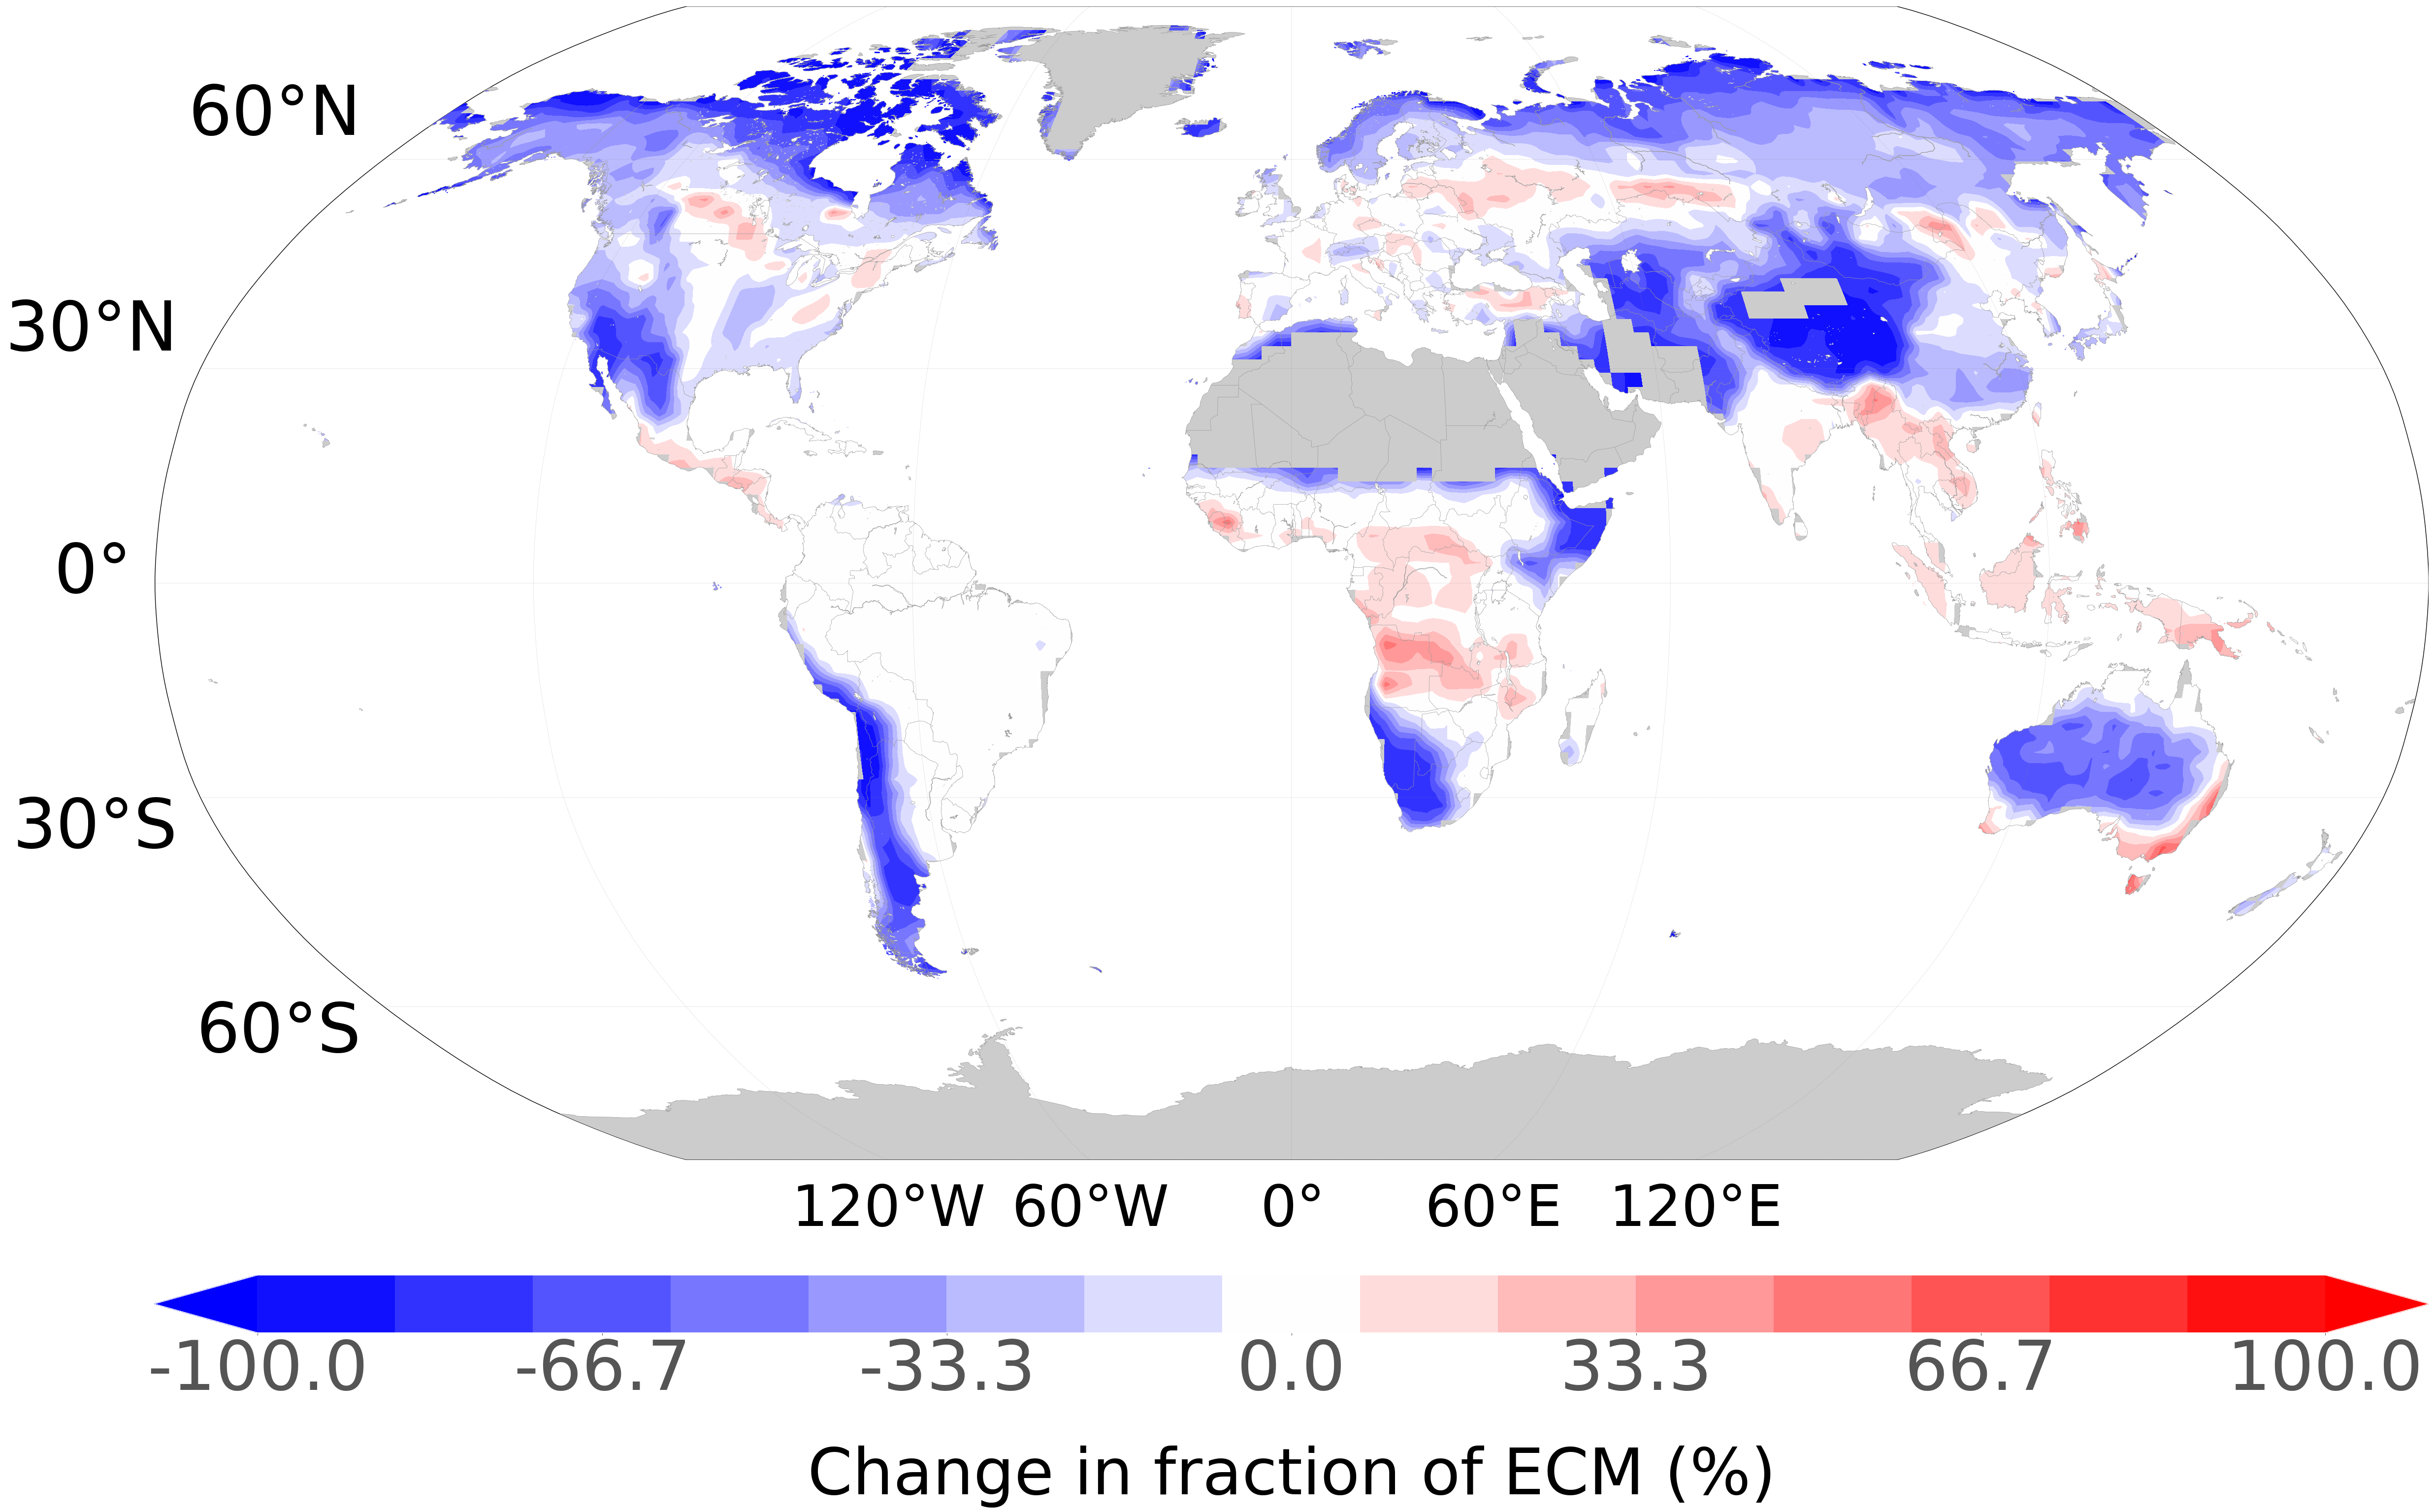 60°N
30°N
0°
30°S
60°S
120°W 60°W 0° 60°E 120°E
-100.0 -66.7 -33.3 0.0 33.3 66.7 100.0
Change in fraction of ECM (%)